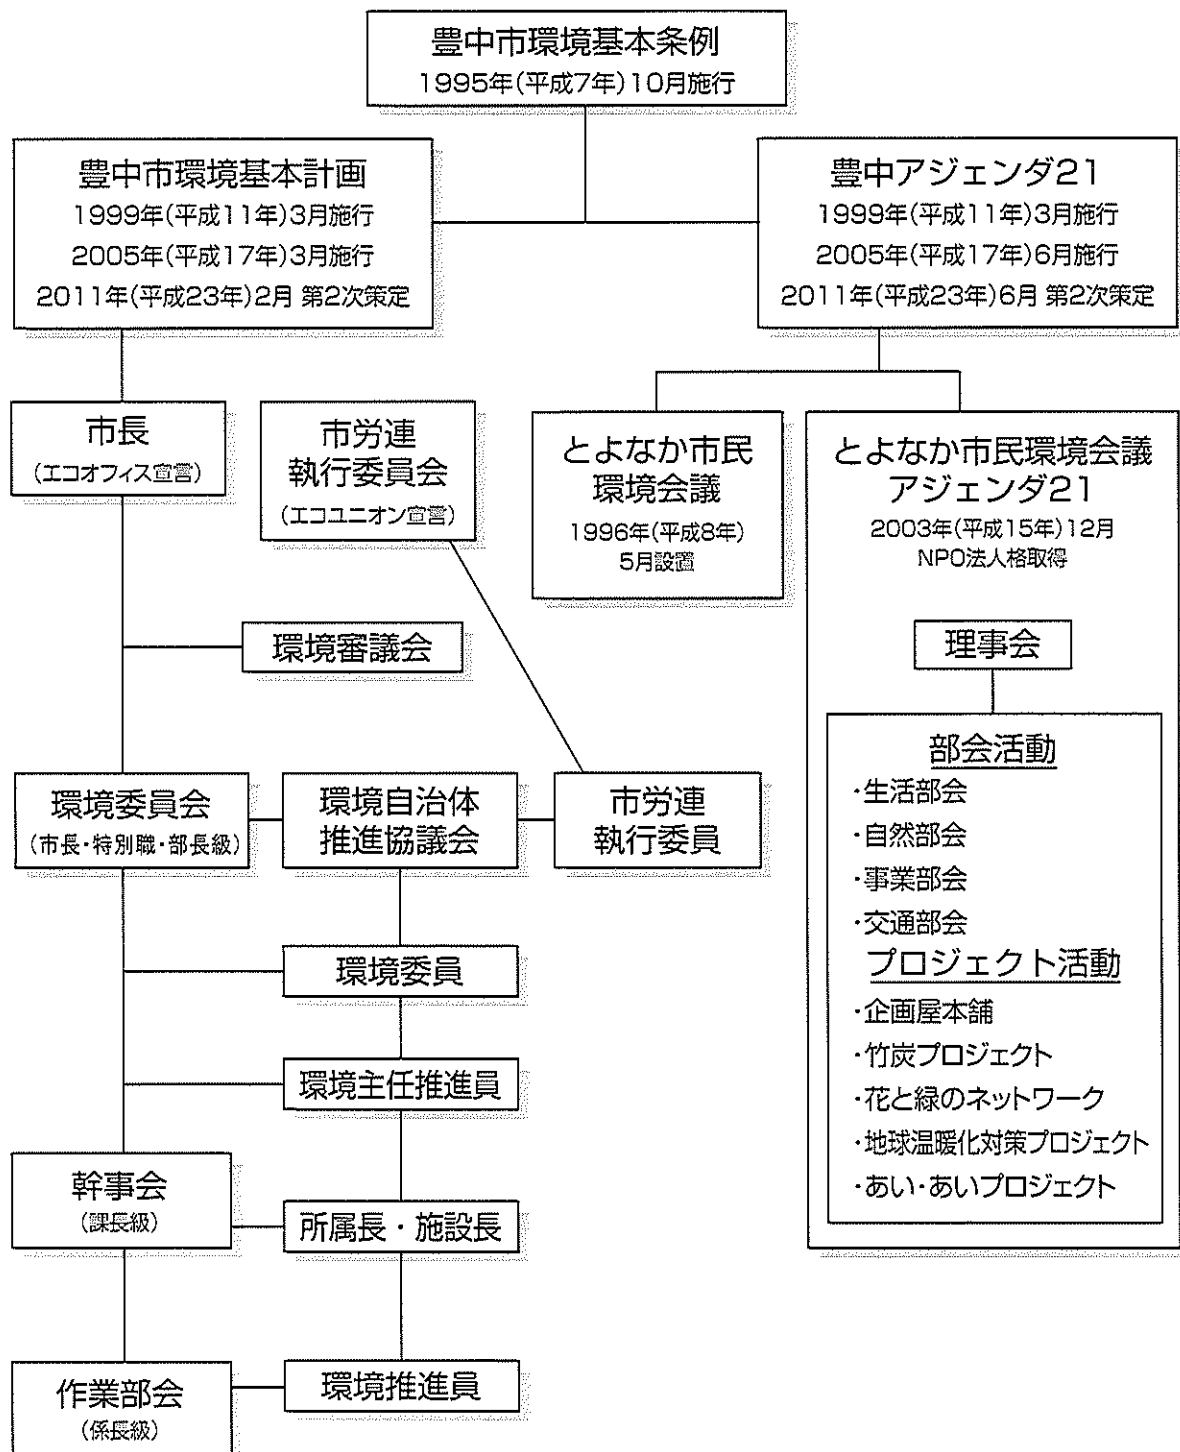 豊中市環境基本条例
1995年(平成7年)10月施行
豊中市環境基本計画
1999年(平成11年)3月施行
2005年(平成17年)3月施行
2011年(平成23年)2月 第2次策定
豊中アジェンダ21
1999年(平成11年)3月施行
2005年(平成17年)6月施行
2011年(平成23年)6月 第2次策定
市長
(エコオフィス宣言)
市労連
執行委員会
(エコユニオン宣言)
とよなか市民
環境会議
1996年(平成8年)
5月設置
とよなか市民環境会議
アジェンダ21
2003年(平成15年)12月
NPO法人格取得
環境審議会
理事会
環境委員会
(市長・特別職・部長級)
環境自治体
推進協議会
市労連
執行委員
部会活動
・生活部会
・自然部会
・事業部会
・交通部会
プロジェクト活動
・企画屋本舗
・竹炭プロジェクト
・花と緑のネットワーク
・地球温暖化対策プロジェクト
・あい・あいプロジェクト
環境委員
環境主任推進員
幹事会
(課長級)
所属長・施設長
作業部会
(係長級)
環境推進員